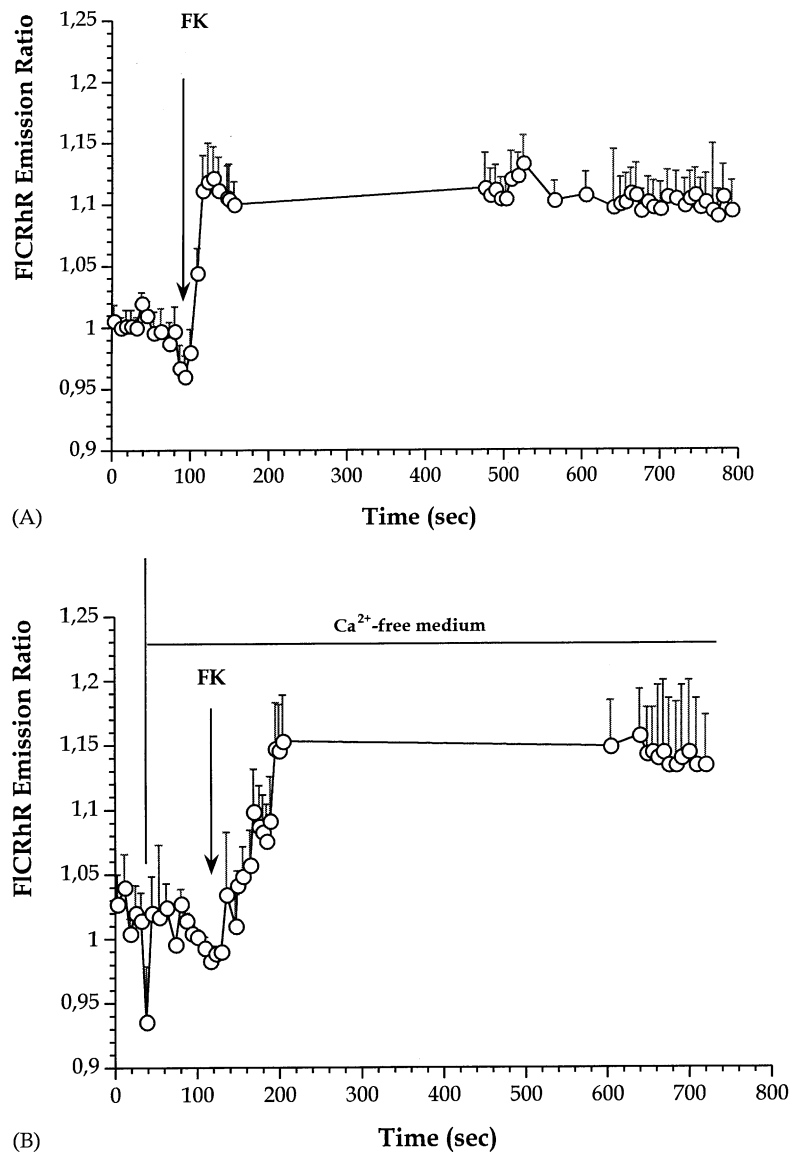 FlCRhR Emission Ratio
1,25
1,2
1,15
1,1
1,05
1
0,95
0,9
FK
0 100 200 300 400 500 600 700 800
Time (sec)
(A)
FlCRhR Emission Ratio
1,25
1,2
1,15
1,1
1,05
1
0,95
0,9
Ca²⁺-free medium
FK
0 100 200 300 400 500 600 700 800
Time (sec)
(B)